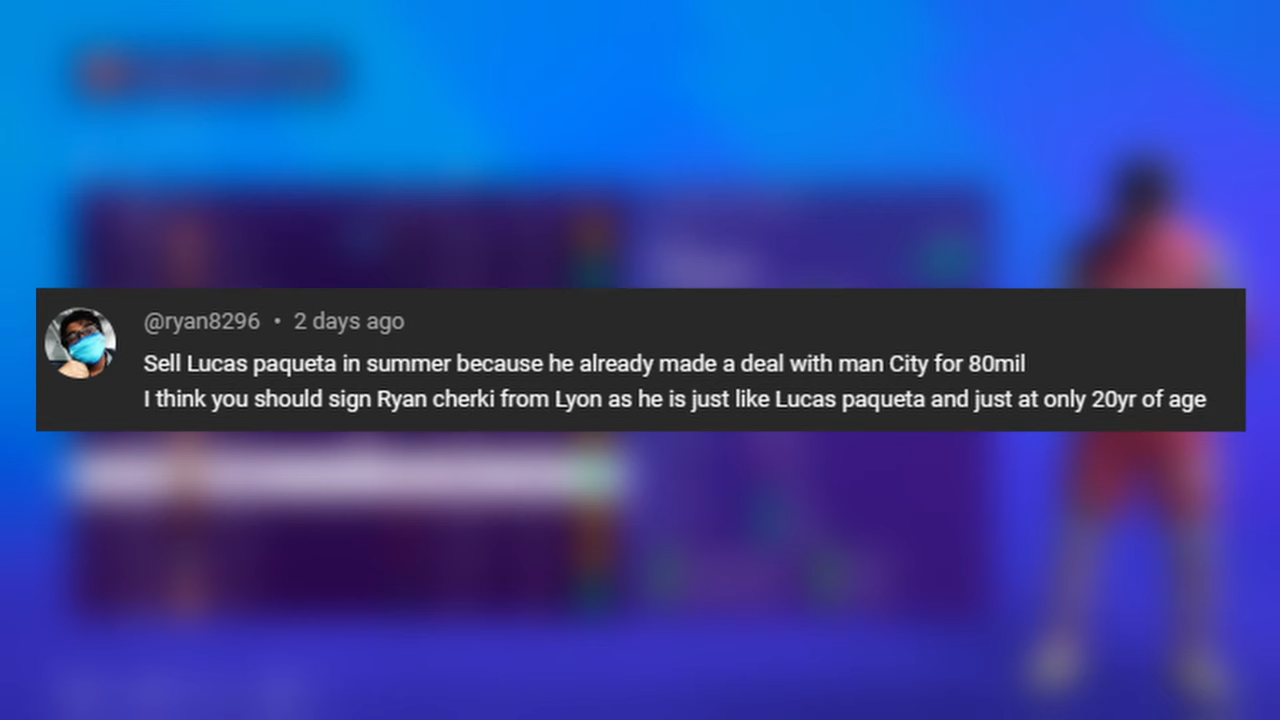 @ryan8296 • 2 days ago
Sell Lucas paqueta in summer because he already made a deal with man City for 80mil
I think you should sign Ryan cherki from Lyon as he is just like Lucas paqueta and just at only 20yr of age